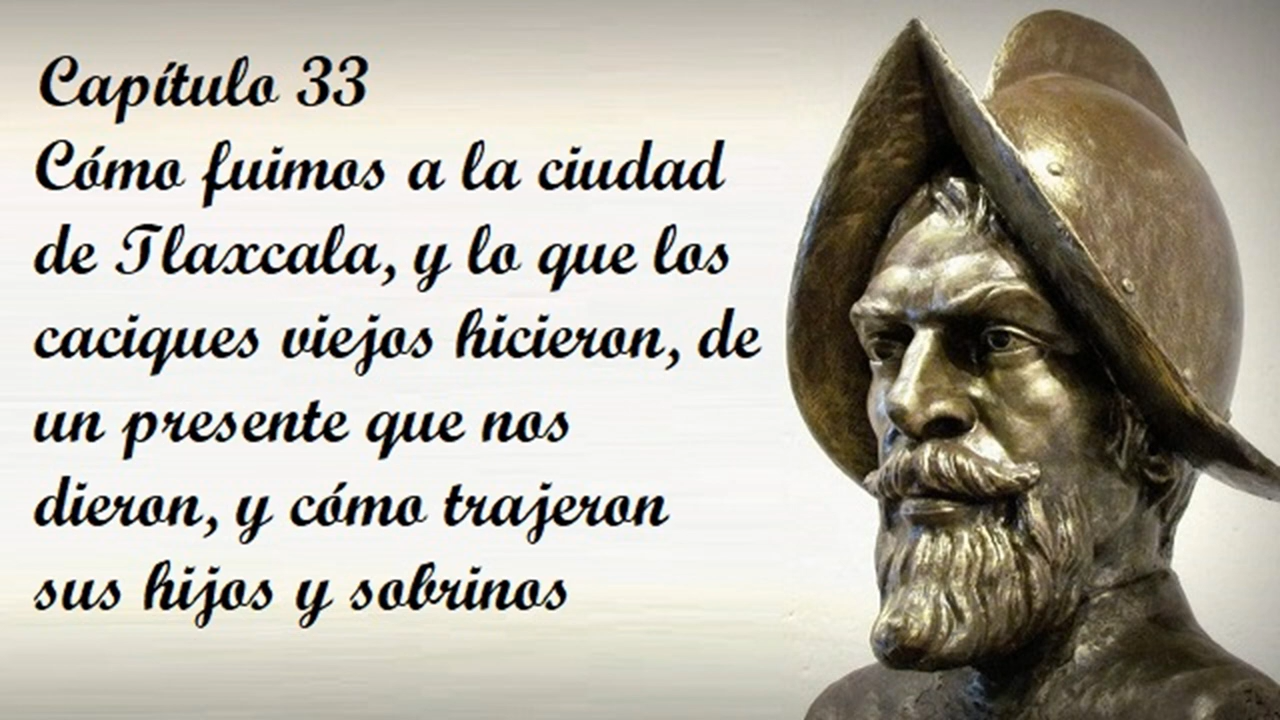 Capítulo 33
Cómo fuimos a la ciudad
de Tlaxcala, y lo que los
caciques viejos hicieron, de
un presente que nos
dieron, y cómo trajeron
sus hijos y sobrinos